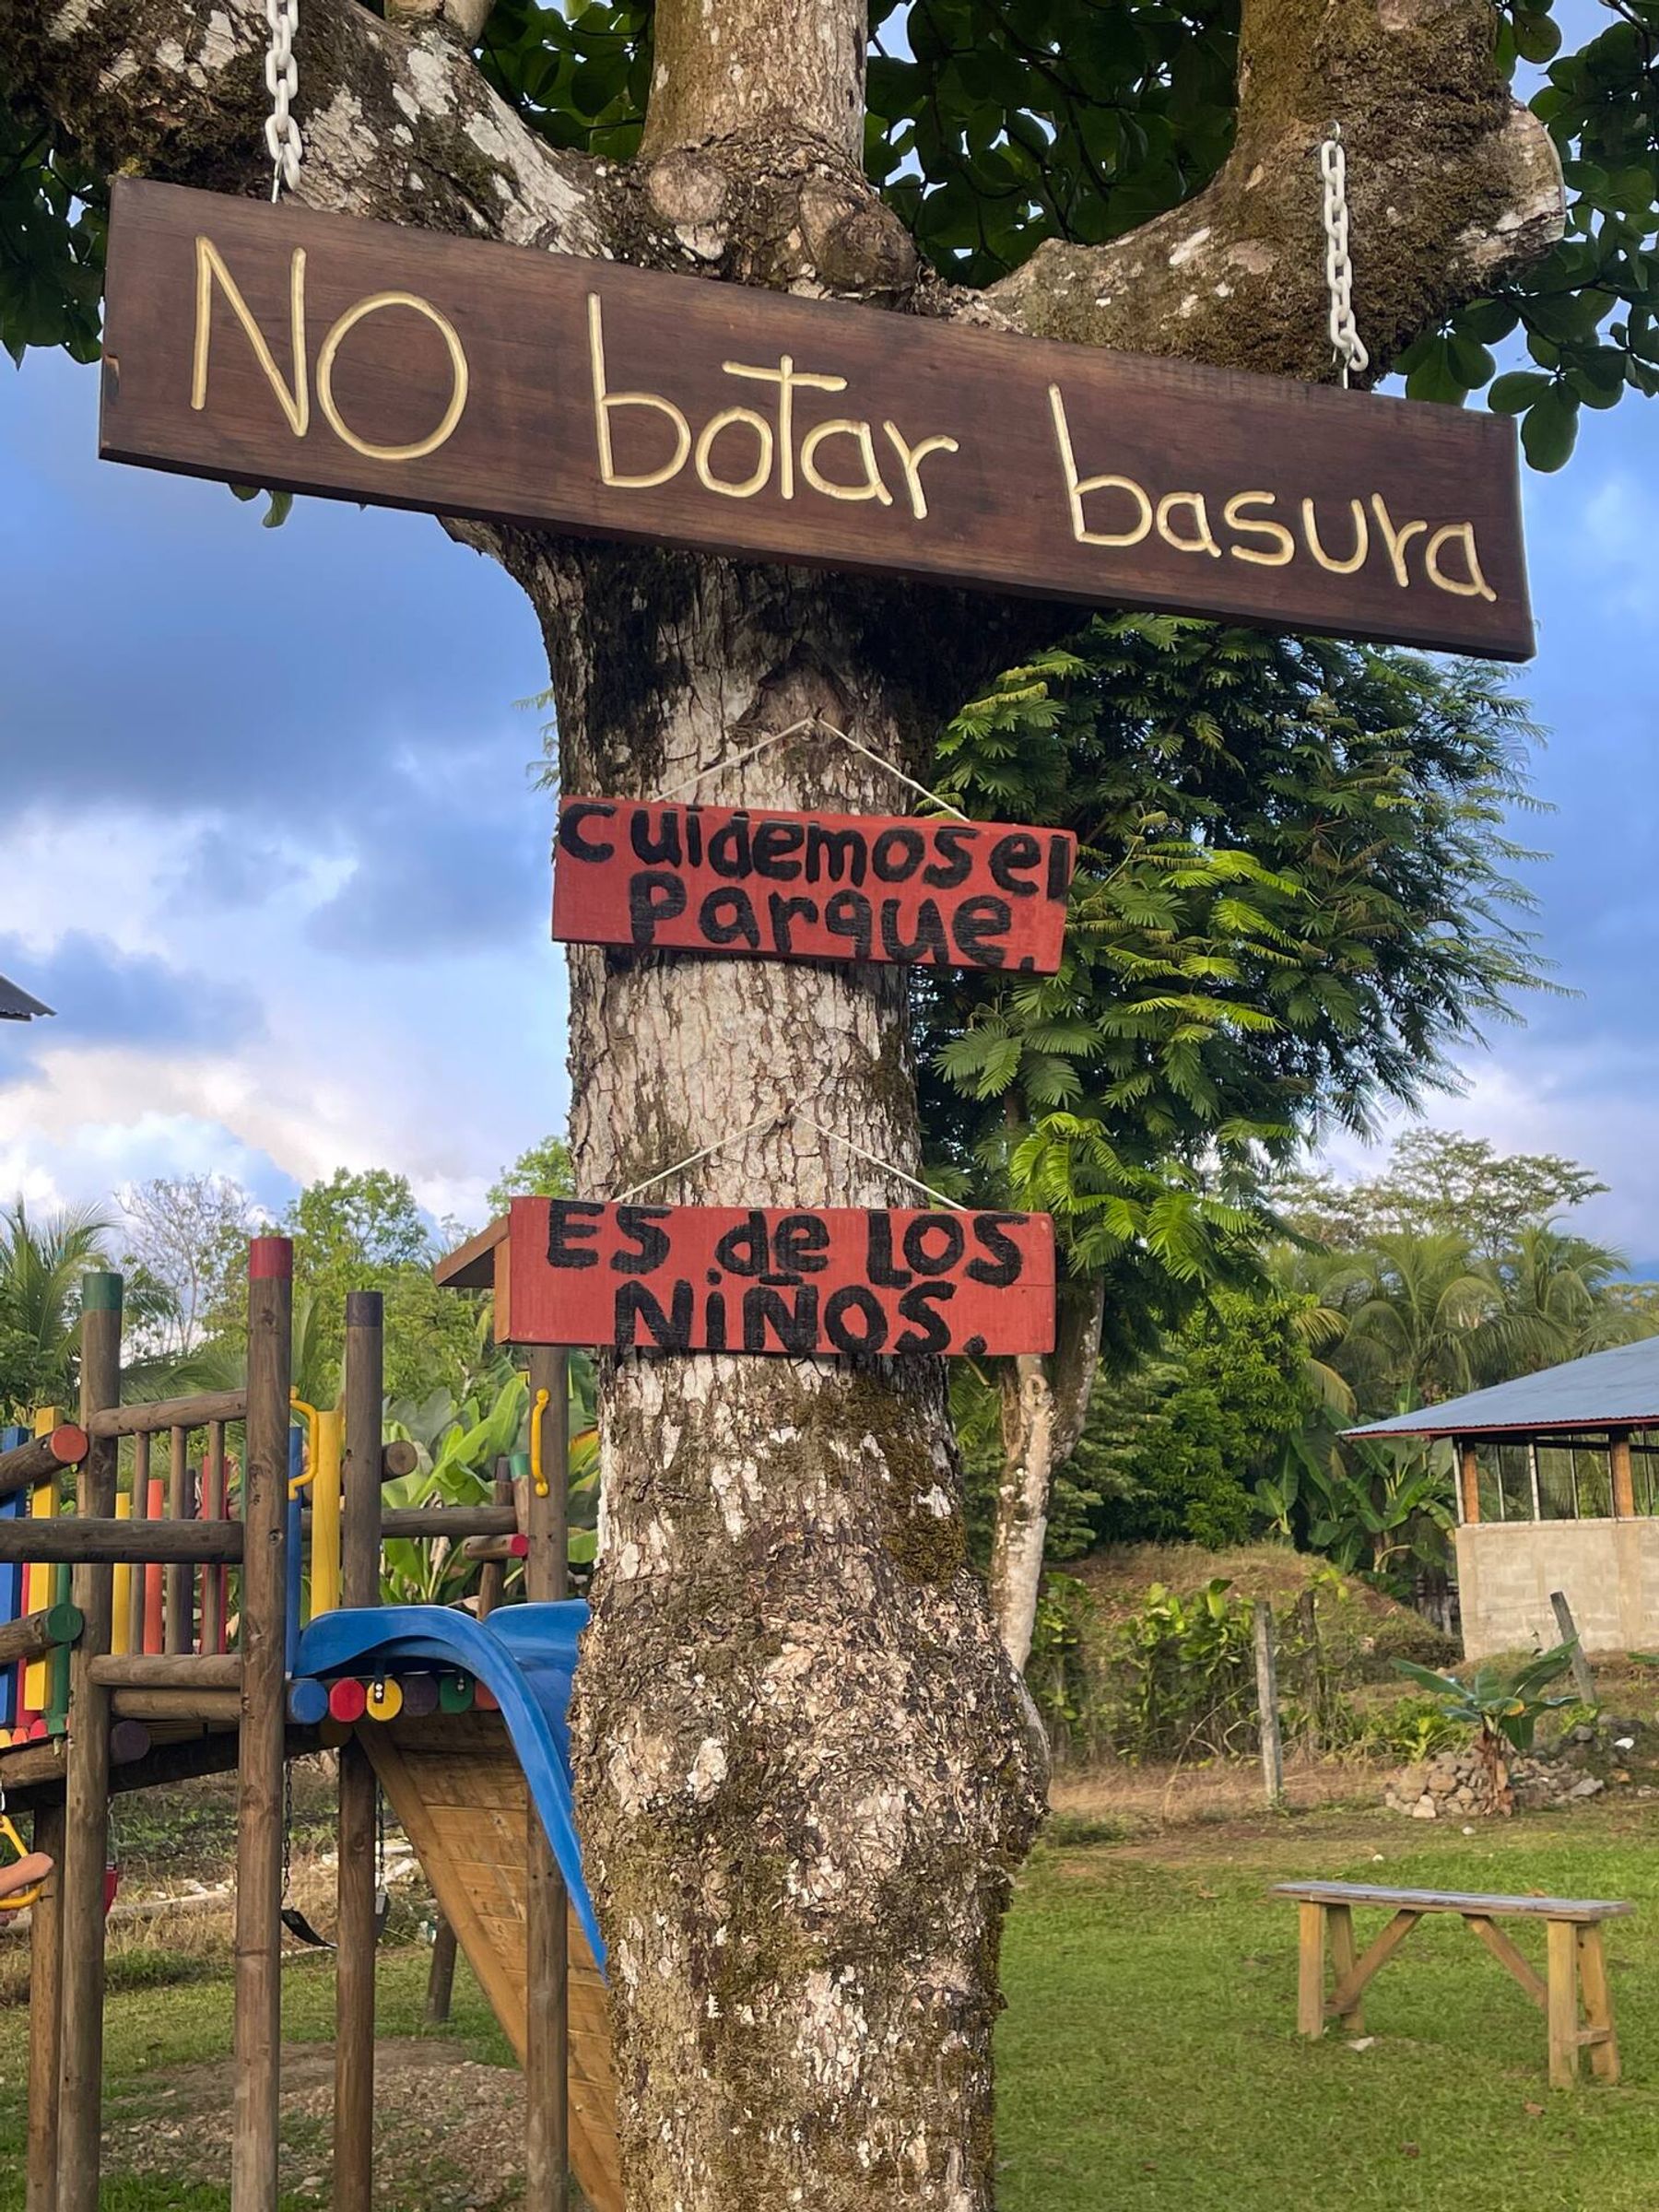 NO botar basura
cuidemos el
Parque.
ES de LOS
NiÑOS.